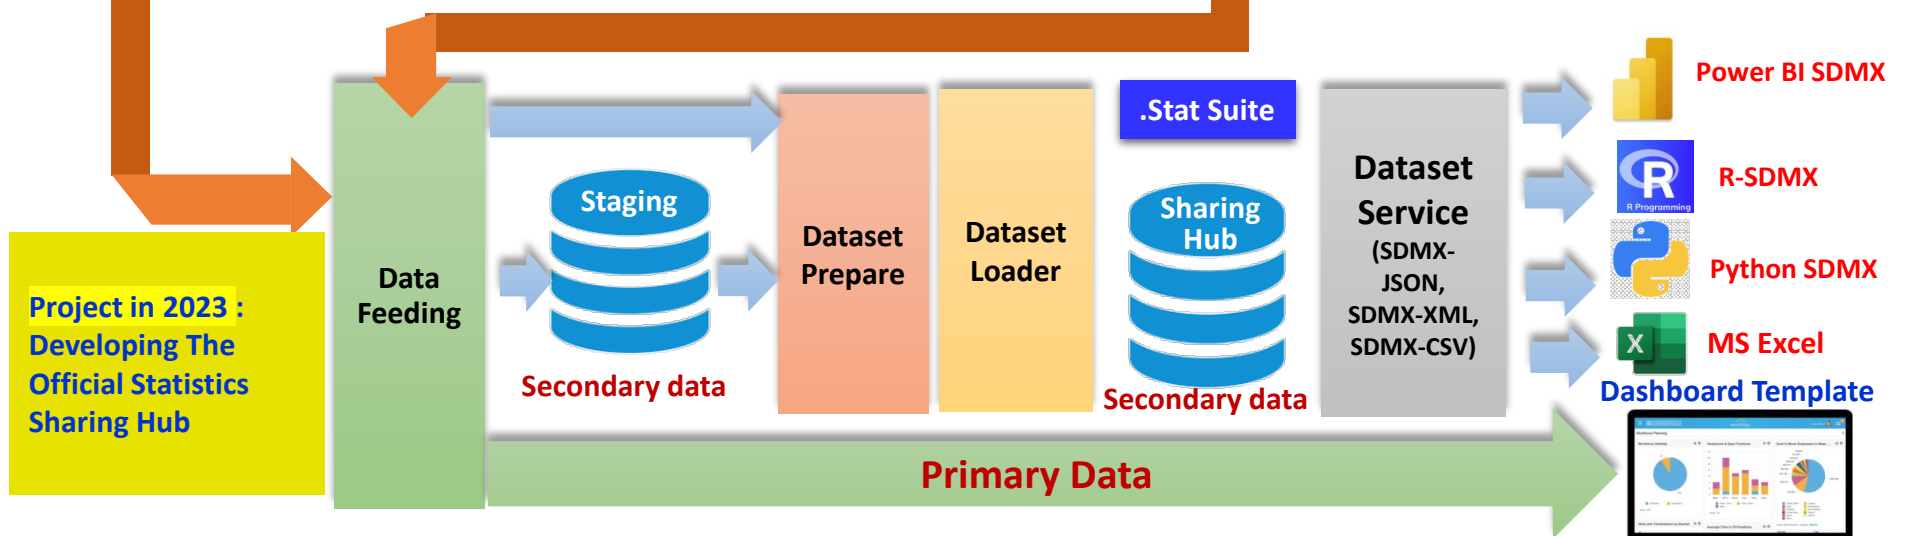 Project in 2023 :
Developing The
Official Statistics
Sharing Hub
Data
Feeding
Staging
Secondary data
Dataset
Prepare
Dataset
Loader
.Stat Suite
Sharing
Hub
Secondary data
Dataset
Service
(SDMX-
JSON,
SDMX-XML,
SDMX-CSV)
Primary Data
Power BI SDMX
R Programming
R-SDMX
Python SDMX
X
MS Excel
Dashboard Template
Workforce Planning